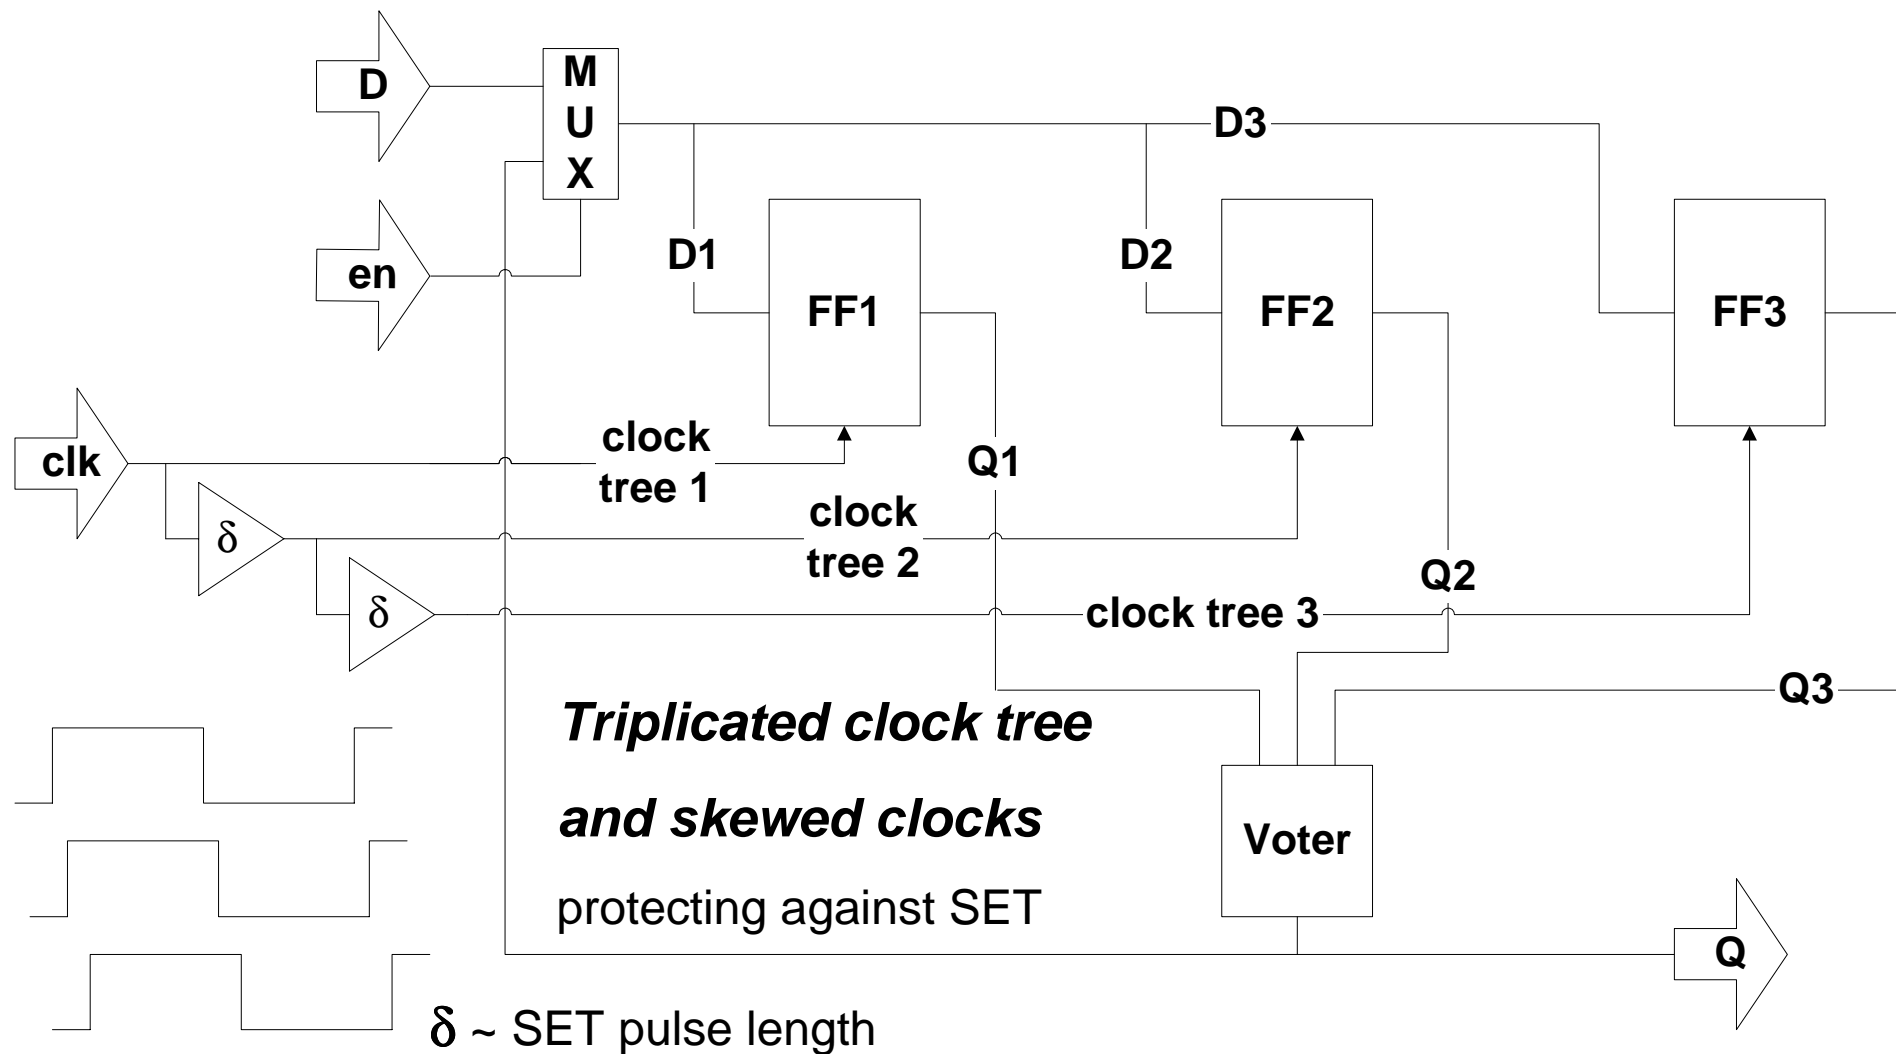 D
M
U
X
D3
en
D1
FF1
D2
FF2
FF3
clk
clock
tree 1
Q1
δ
clock
tree 2
Q2
δ
clock tree 3
Q3
Triplicated clock tree
and skewed clocks
protecting against SET
Voter
Q
δ ~ SET pulse length